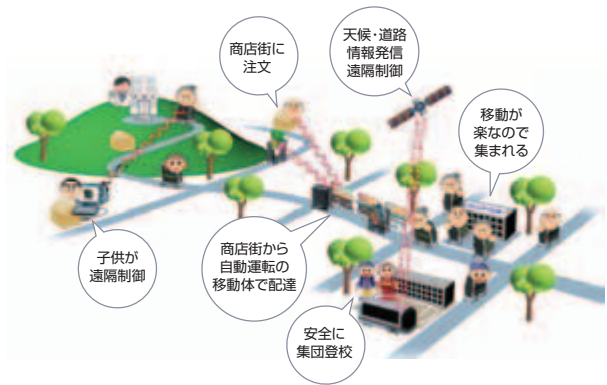 商店街に
注文
天候・道路
情報発信
遠隔制御
移動が
楽なので
集まれる
子供が
遠隔制御
商店街から
自動運転の
移動体で配達
安全に
集団登校